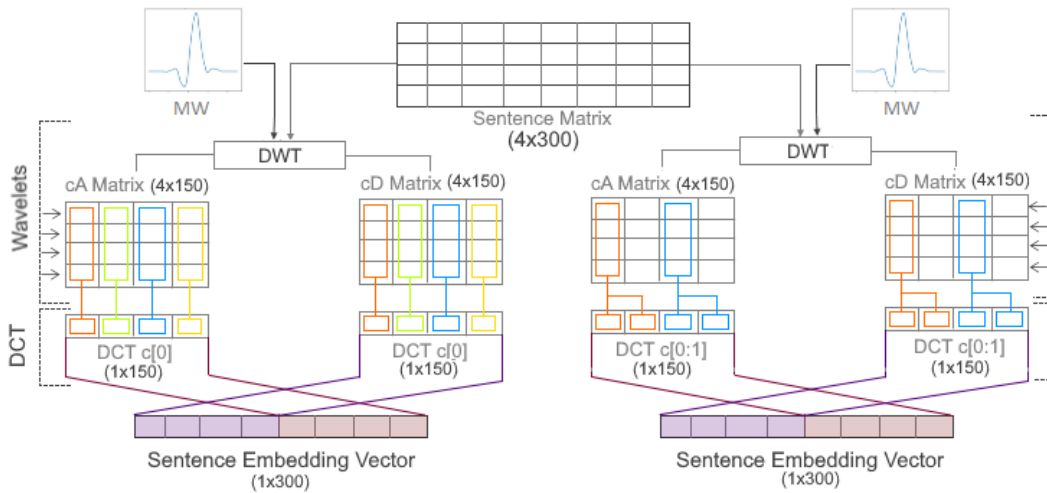 MW
MW
Sentence Matrix
(4x300)
DWT
DWT
cA Matrix (4x150)
cD Matrix (4x150)
cA Matrix (4x150)
cD Matrix (4x150)
Wavelets
DCT
DCT c[0]
(1x150)
DCT c[0]
(1x150)
DCT c[0:1]
(1x150)
DCT c[0:1]
(1x150)
Sentence Embedding Vector
(1x300)
Sentence Embedding Vector
(1x300)